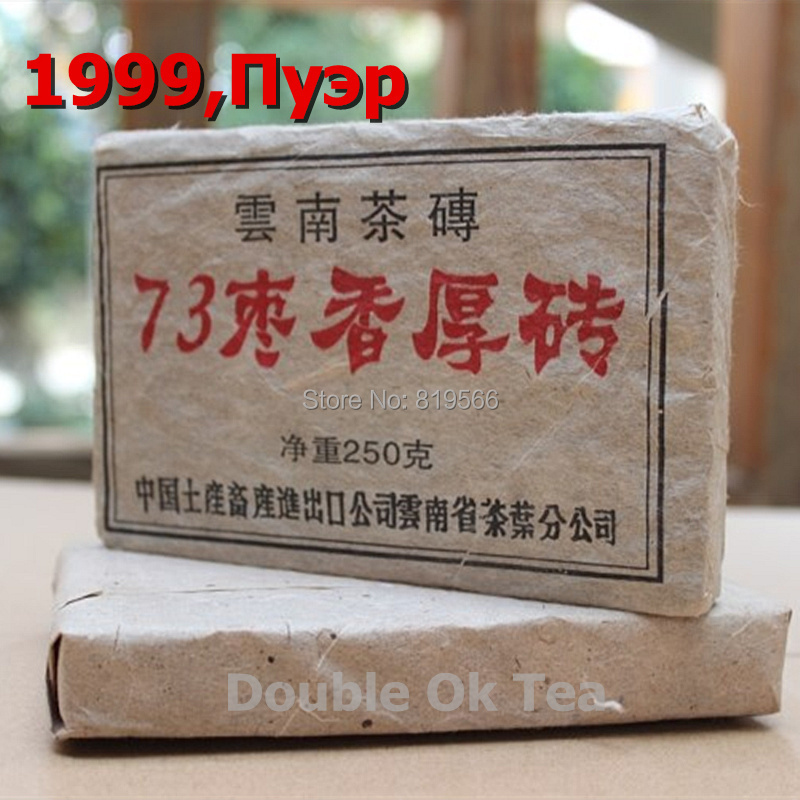 1999,Пуэр
雲南茶磚
73枣香厚砖
Store No: 819566
净重250克
中国土產畜產進出口公司雲南省茶葉分公司
Double Ok Tea